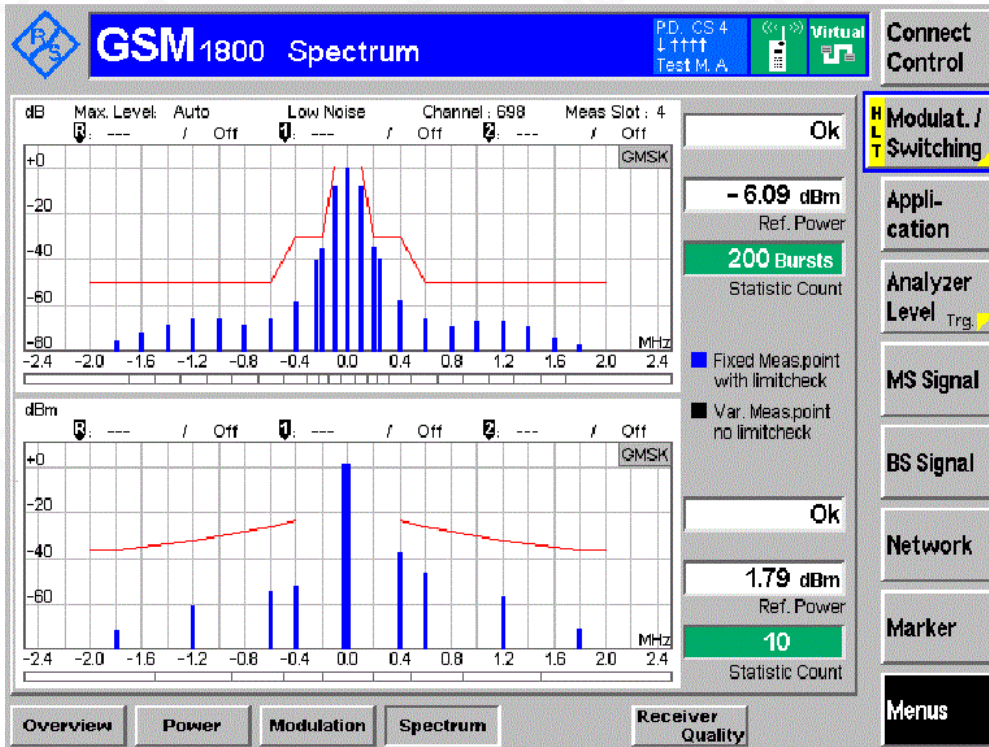 R S
GSM 1800 Spectrum
P.D. CS 4
↓ ↑↑↑↑
Test M. A.
Virtual
Connect
Control
dB Max. Level: Auto Low Noise Channel : 698 Meas Slot : 4
R: --- / Off 1: --- / Off 2: --- / Off
GMSK
+0
-20
-40
-60
-80
MHz
-2.4 -2.0 -1.6 -1.2 -0.8 -0.4 0.0 0.4 0.8 1.2 1.6 2.0 2.4
Ok
- 6.09 dBm
Ref. Power
200 Bursts
Statistic Count
Fixed Meas.point
with limitcheck
Var. Meas.point
no limitcheck
dBm
R: --- / Off 1: --- / Off 2: --- / Off
GMSK
+0
-20
-40
-60
MHz
-2.4 -2.0 -1.6 -1.2 -0.8 -0.4 0.0 0.4 0.8 1.2 1.6 2.0 2.4
Ok
1.79 dBm
Ref. Power
10
Statistic Count
HLT
Modulat. /
Switching
Appli-
cation
Analyzer
Level Trg.
MS Signal
BS Signal
Network
Marker
Menus
Overview
Power
Modulation
Spectrum
Receiver
Quality